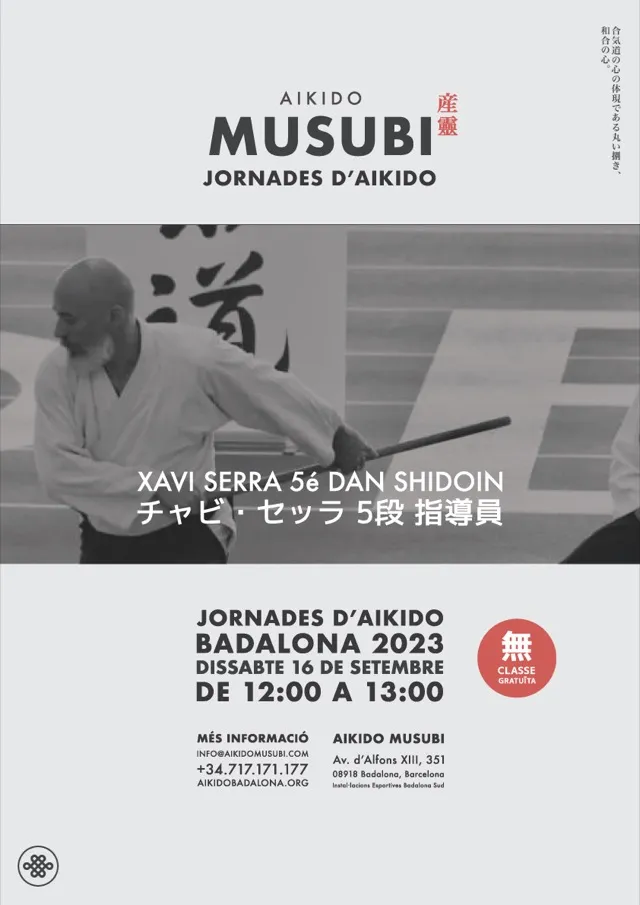 合気道の心の体現である丸い捌き、
和合の心。
AIKIDO
MUSUBI
産靈
JORNADES D'AIKIDO
道
XAVI SERRA 5é DAN SHIDOIN
チャビ・セッラ 5段 指導員
JORNADES D'AIKIDO
BADALONA 2023
DISSABTE 16 DE SETEMBRE
DE 12:00 A 13:00
無
CLASSE
GRATUÏTA
MÉS INFORMACIÓ
INFO@AIKIDOMUSUBI.COM
+34.717.171.177
AIKIDOBADALONA.ORG
AIKIDO MUSUBI
Av. d'Alfons XIII, 351
08918 Badalona, Barcelona
Instal·lacions Esportives Badalona Sud